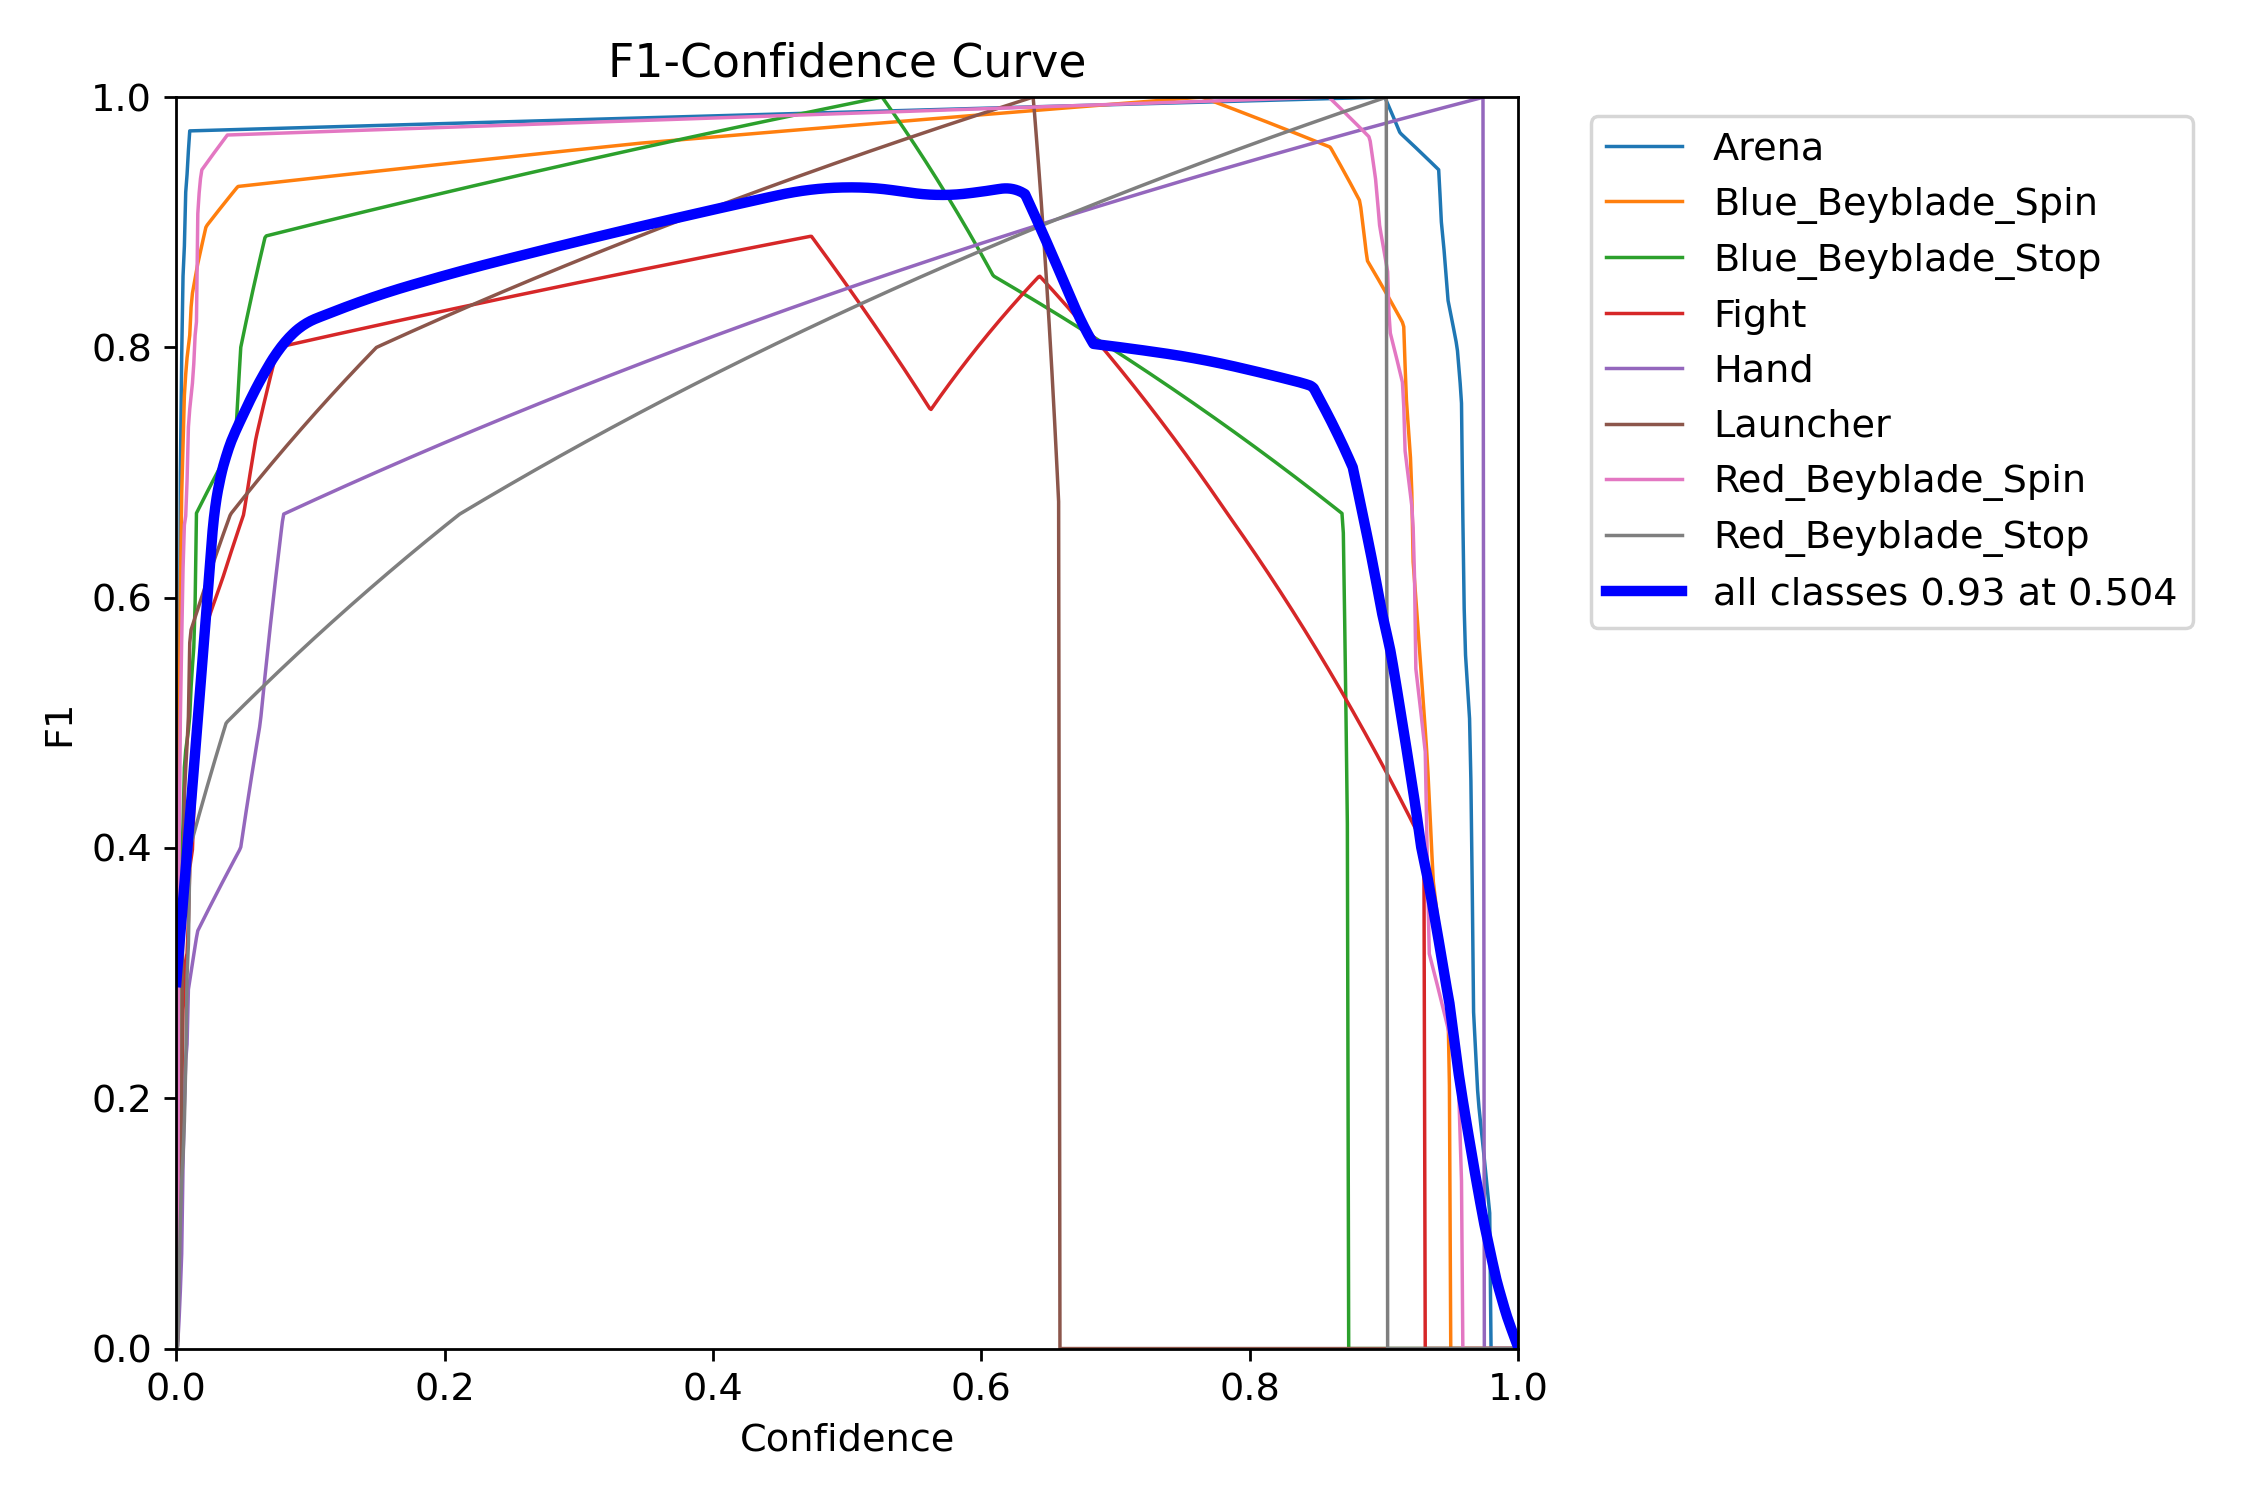 F1-Confidence Curve
1.0
0.8
0.6
0.4
0.2
0.0
F1
0.0 0.2 0.4 0.6 0.8 1.0
Confidence
Arena
Blue_Beyblade_Spin
Blue_Beyblade_Stop
Fight
Hand
Launcher
Red_Beyblade_Spin
Red_Beyblade_Stop
all classes 0.93 at 0.504